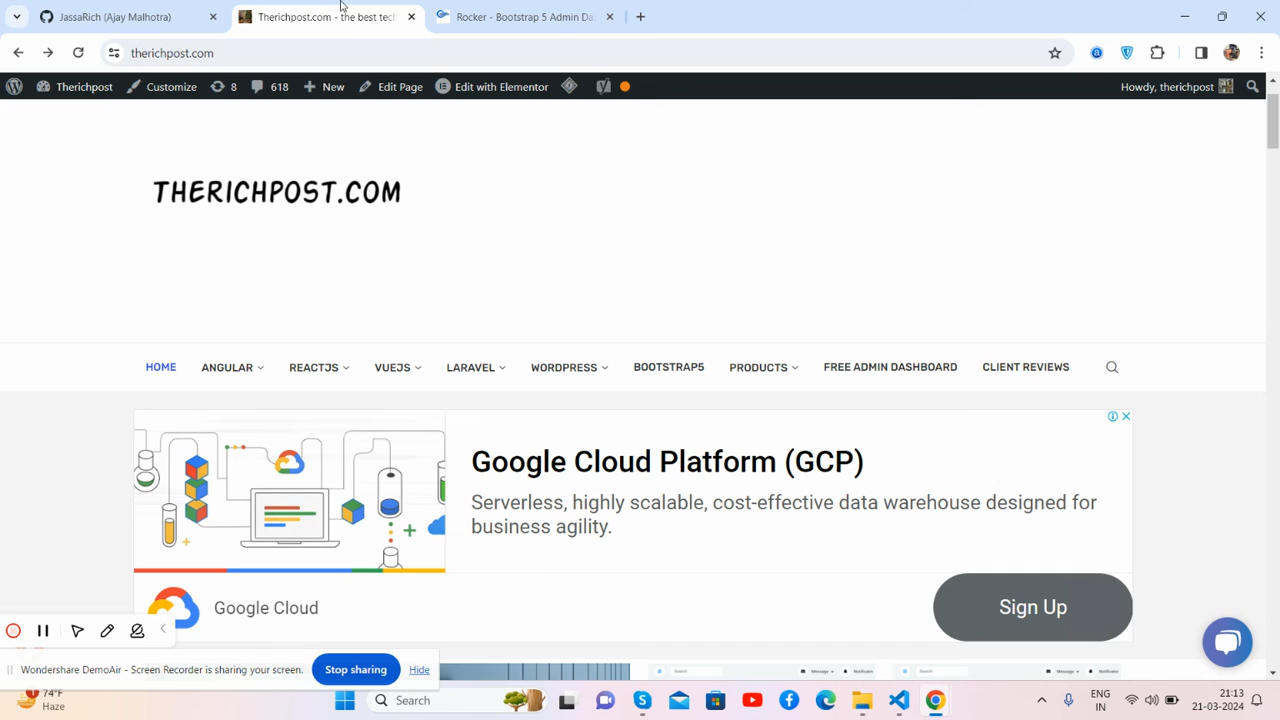 JassaRich (Ajay Malhotra)
Therichpost.com - the best tech
Rocker - Bootstrap 5 Admin Da
therichpost.com
Therichpost
Customize
8
618
New
Edit Page
Edit with Elementor
Howdy, therichpost
THERICHPOST.COM
HOME
ANGULAR
REACTJS
VUEJS
LARAVEL
WORDPRESS
BOOTSTRAP5
PRODUCTS
FREE ADMIN DASHBOARD
CLIENT REVIEWS
Google Cloud Platform (GCP)
Serverless, highly scalable, cost-effective data warehouse designed for
business agility.
Google Cloud
Sign Up
Wondershare DemoAir - Screen Recorder is sharing your screen.
Stop sharing
Hide
Search
Message
Search
Message
74°F
Haze
Search
ENG
IN
21:13
21-03-2024